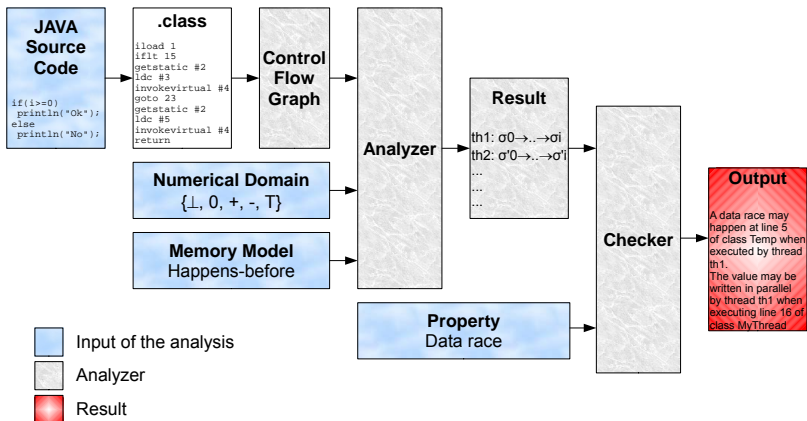 JAVA
Source
Code
if(i>=0)
println("Ok");
else
println("No");
.class
iload 1
iflt 15
getstatic #2
ldc #3
invokevirtual #4
goto 23
getstatic #2
ldc #5
invokevirtual #4
return
Control
Flow
Graph
Numerical Domain
{⊥, 0, +, -, T}
Memory Model
Happens-before
Analyzer
Result
th1: σ0→..→σi
th2: σ'0→..→σ'i
...
...
...
Property
Data race
Checker
Output
A data race may
happen at line 5
of class Temp when
executed by thread
th1.
The value may be
written in parallel
by thread th1 when
executing line 16 of
class MyThread
Input of the analysis
Analyzer
Result